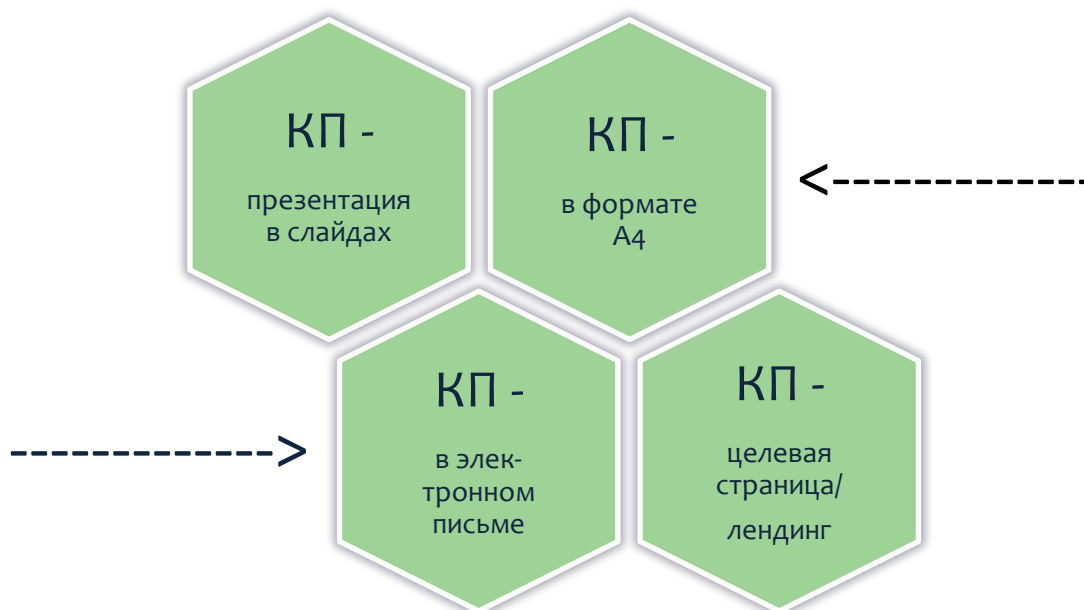 КП -
презентация
в слайдах
КП -
в формате
А4
<-------------
------------->
КП -
в элек-
тронном
письме
КП -
целевая
страница/
лендинг